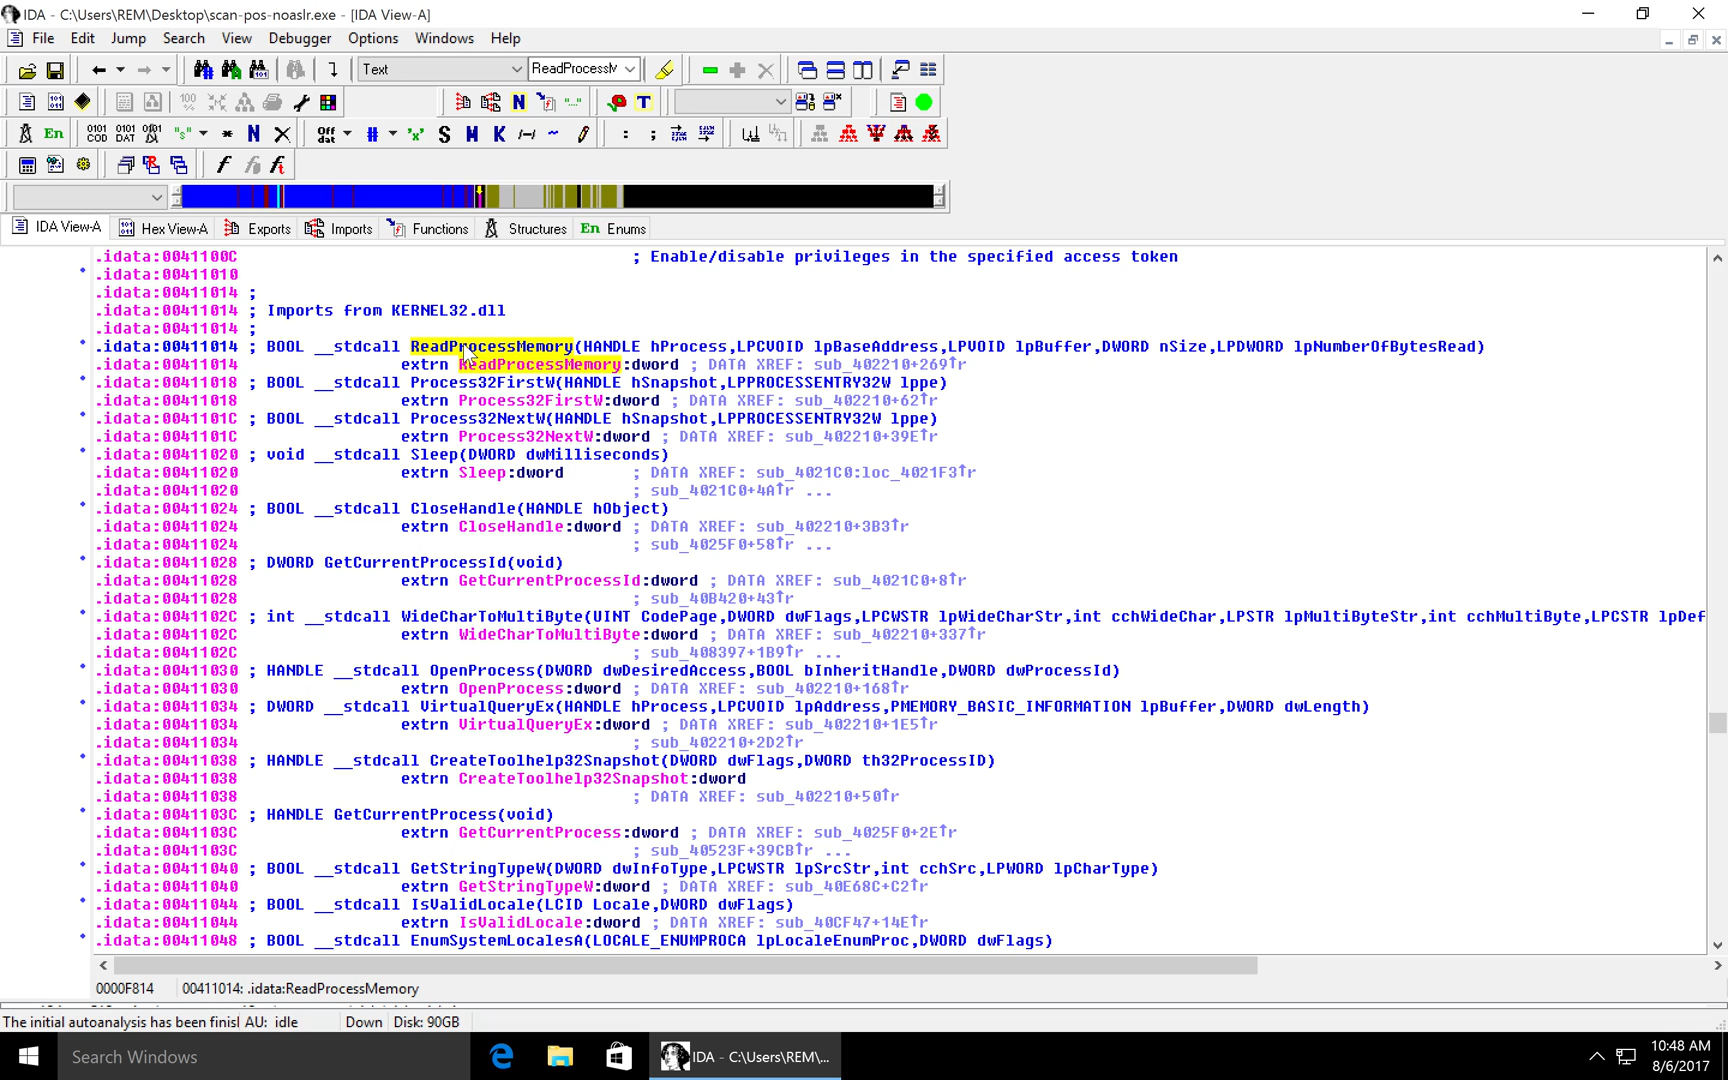 IDA - C:\Users\REM\Desktop\scan-pos-noaslr.exe - [IDA View-A]
File Edit Jump Search View Debugger Options Windows Help
Text ReadProcessM
En Off dat
IDA View-A Hex View-A Exports Imports Functions Structures En Enums
.idata:0041100C ; Enable/disable privileges in the specified access token
.idata:00411010
.idata:00411014 ;
.idata:00411014 ; Imports from KERNEL32.dll
.idata:00411014 ;
.idata:00411014 ; BOOL __stdcall ReadProcessMemory(HANDLE hProcess,LPCVOID lpBaseAddress,LPVOID lpBuffer,DWORD nSize,LPDWORD lpNumberOfBytesRead)
.idata:00411014 extrn ReadProcessMemory:dword ; DATA XREF: sub_402210+269↑r
.idata:00411018 ; BOOL __stdcall Process32FirstW(HANDLE hSnapshot,LPPROCESSENTRY32W lppe)
.idata:00411018 extrn Process32FirstW:dword ; DATA XREF: sub_402210+62↑r
.idata:0041101C ; BOOL __stdcall Process32NextW(HANDLE hSnapshot,LPPROCESSENTRY32W lppe)
.idata:0041101C extrn Process32NextW:dword ; DATA XREF: sub_402210+39E↑r
.idata:00411020 ; void __stdcall Sleep(DWORD dwMilliseconds)
.idata:00411020 extrn Sleep:dword ; DATA XREF: sub_4021C0:loc_4021F3↑r
.idata:00411020 ; sub_4021C0+4A↑r ...
.idata:00411024 ; BOOL __stdcall CloseHandle(HANDLE hObject)
.idata:00411024 extrn CloseHandle:dword ; DATA XREF: sub_402210+3B3↑r
.idata:00411024 ; sub_4025F0+58↑r ...
.idata:00411028 ; DWORD GetCurrentProcessId(void)
.idata:00411028 extrn GetCurrentProcessId:dword ; DATA XREF: sub_4021C0+8↑r
.idata:00411028 ; sub_40B420+43↑r
.idata:0041102C ; int __stdcall WideCharToMultiByte(UINT CodePage,DWORD dwFlags,LPCWSTR lpWideCharStr,int cchWideChar,LPSTR lpMultiByteStr,int cchMultiByte,LPCSTR lpDef
.idata:0041102C extrn WideCharToMultiByte:dword ; DATA XREF: sub_402210+337↑r
.idata:0041102C ; sub_408397+1B9↑r ...
.idata:00411030 ; HANDLE __stdcall OpenProcess(DWORD dwDesiredAccess,BOOL bInheritHandle,DWORD dwProcessId)
.idata:00411030 extrn OpenProcess:dword ; DATA XREF: sub_402210+168↑r
.idata:00411034 ; DWORD __stdcall VirtualQueryEx(HANDLE hProcess,LPCVOID lpAddress,PMEMORY_BASIC_INFORMATION lpBuffer,DWORD dwLength)
.idata:00411034 extrn VirtualQueryEx:dword ; DATA XREF: sub_402210+1E5↑r
.idata:00411034 ; sub_402210+2D2↑r
.idata:00411038 ; HANDLE __stdcall CreateToolhelp32Snapshot(DWORD dwFlags,DWORD th32ProcessID)
.idata:00411038 extrn CreateToolhelp32Snapshot:dword
.idata:00411038 ; DATA XREF: sub_402210+50↑r
.idata:0041103C ; HANDLE GetCurrentProcess(void)
.idata:0041103C extrn GetCurrentProcess:dword ; DATA XREF: sub_4025F0+2E↑r
.idata:0041103C ; sub_40523F+39CB↑r ...
.idata:00411040 ; BOOL __stdcall GetStringTypeW(DWORD dwInfoType,LPCWSTR lpSrcStr,int cchSrc,LPWORD lpCharType)
.idata:00411040 extrn GetStringTypeW:dword ; DATA XREF: sub_40E68C+C2↑r
.idata:00411044 ; BOOL __stdcall IsValidLocale(LCID Locale,DWORD dwFlags)
.idata:00411044 extrn IsValidLocale:dword ; DATA XREF: sub_40CF47+14E↑r
.idata:00411048 ; BOOL __stdcall EnumSystemLocalesA(LOCALE_ENUMPROCA lpLocaleEnumProc,DWORD dwFlags)
0000F814 00411014: .idata:ReadProcessMemory
The initial autoanalysis has been finisl AU: idle Down Disk: 90GB
Search Windows IDA - C:\Users\REM\... 10:48 AM
8/6/2017